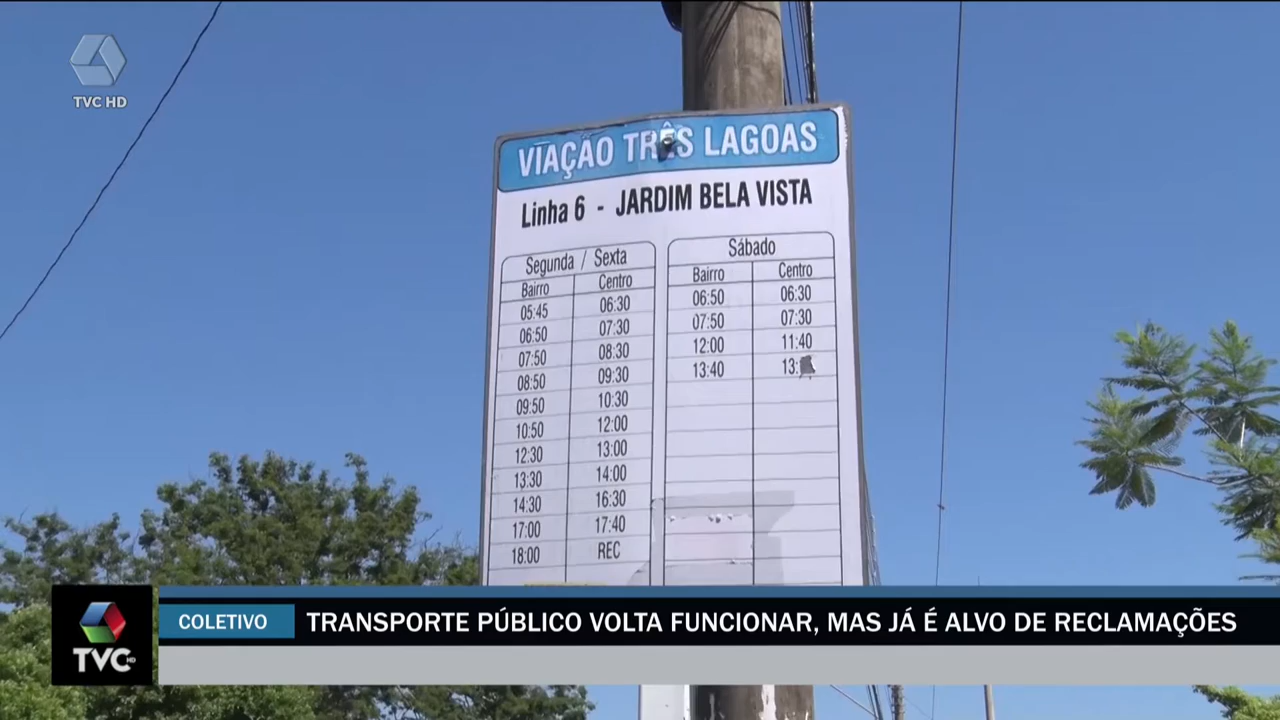 TVC HD
VIAÇÃO TRÊS LAGOAS
Linha 6 - JARDIM BELA VISTA
Segunda / Sexta
Bairro Centro
05:45 06:30
06:50 07:30
07:50 08:30
08:50 09:30
09:50 10:30
10:50 12:00
12:30 13:00
13:30 14:00
14:30 16:30
17:00 17:40
18:00 REC
Sábado
Bairro Centro
06:50 06:30
07:50 07:30
12:00 11:40
13:40
TVC HD
COLETIVO
TRANSPORTE PÚBLICO VOLTA FUNCIONAR, MAS JÁ É ALVO DE RECLAMAÇÕES